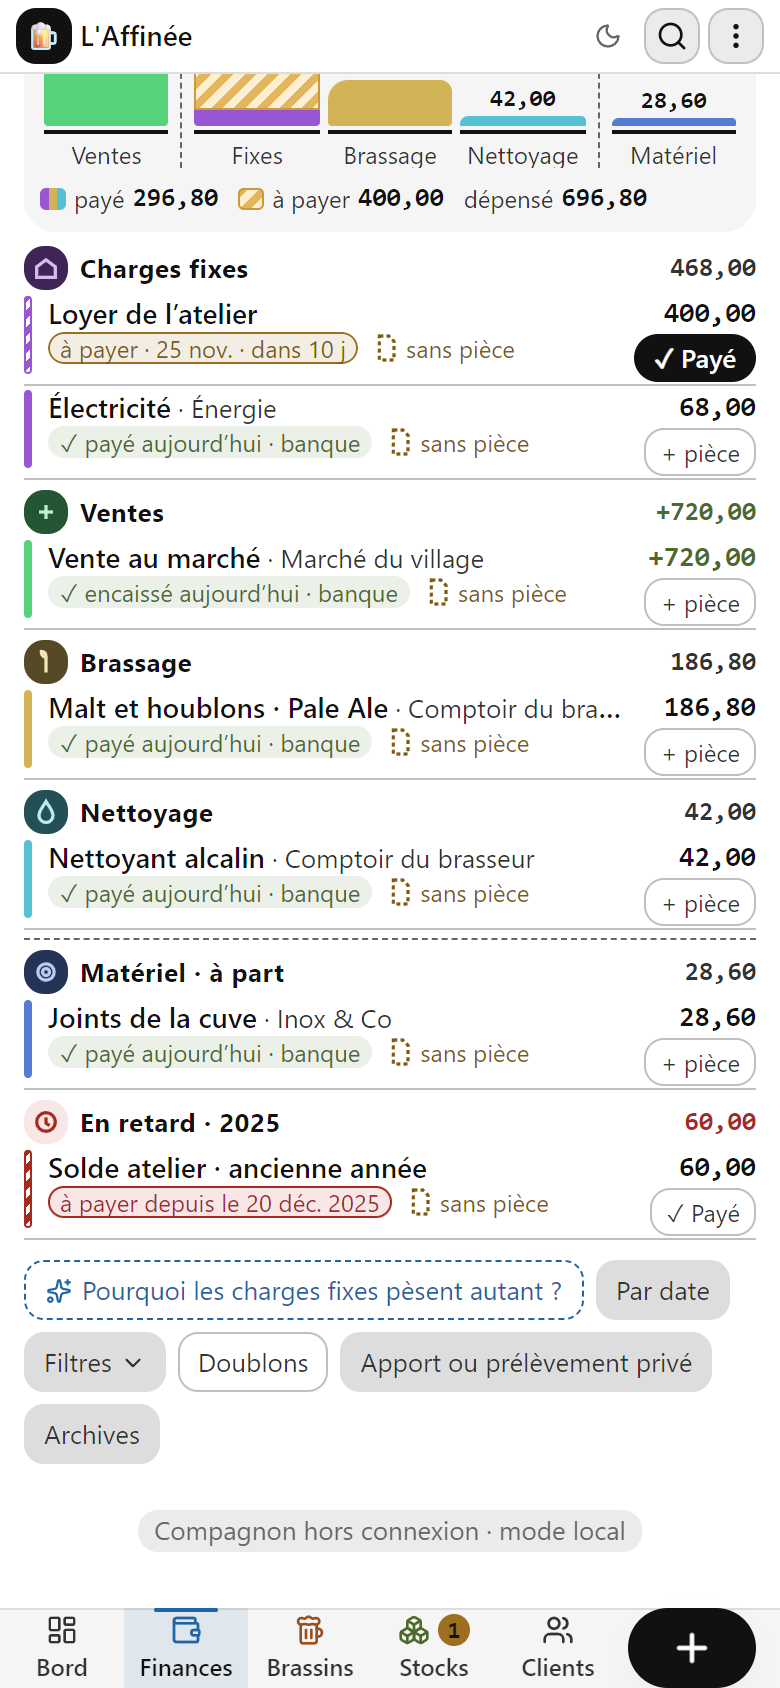 L'Affinée
42,00 28,60
Ventes Fixes Brassage Nettoyage Matériel
payé 296,80 à payer 400,00 dépensé 696,80
Charges fixes 468,00
Loyer de l’atelier 400,00
à payer · 25 nov. · dans 10 j sans pièce ✓ Payé
Électricité · Énergie 68,00
✓ payé aujourd’hui · banque sans pièce + pièce
Ventes +720,00
Vente au marché · Marché du village +720,00
✓ encaissé aujourd’hui · banque sans pièce + pièce
Brassage 186,80
Malt et houblons · Pale Ale · Comptoir du bra... 186,80
✓ payé aujourd’hui · banque sans pièce + pièce
Nettoyage 42,00
Nettoyant alcalin · Comptoir du brasseur 42,00
✓ payé aujourd’hui · banque sans pièce + pièce
Matériel · à part 28,60
Joints de la cuve · Inox & Co 28,60
✓ payé aujourd’hui · banque sans pièce + pièce
En retard · 2025 60,00
Solde atelier · ancienne année 60,00
à payer depuis le 20 déc. 2025 sans pièce ✓ Payé
Pourquoi les charges fixes pèsent autant ? Par date
Filtres Doublons Apport ou prélèvement privé
Archives
Compagnon hors connexion · mode local
1
Bord Finances Brassins Stocks Clients +